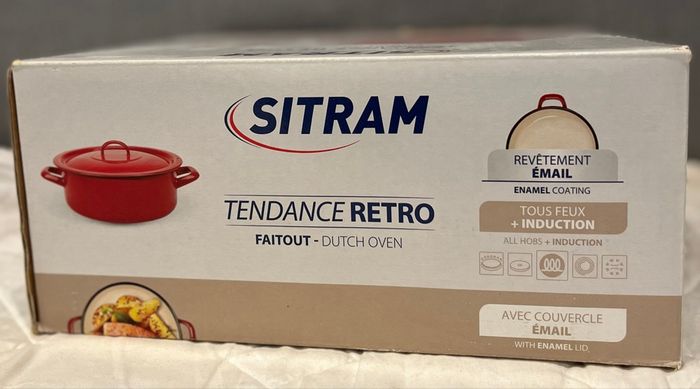 SITRAM
TENDANCE RETRO
FAITOUT - DUTCH OVEN
REVÊTEMENT
ÉMAIL
ENAMEL COATING
TOUS FEUX
+ INDUCTION
ALL HOBS + INDUCTION
AVEC COUVERCLE
ÉMAIL
WITH ENAMEL LID